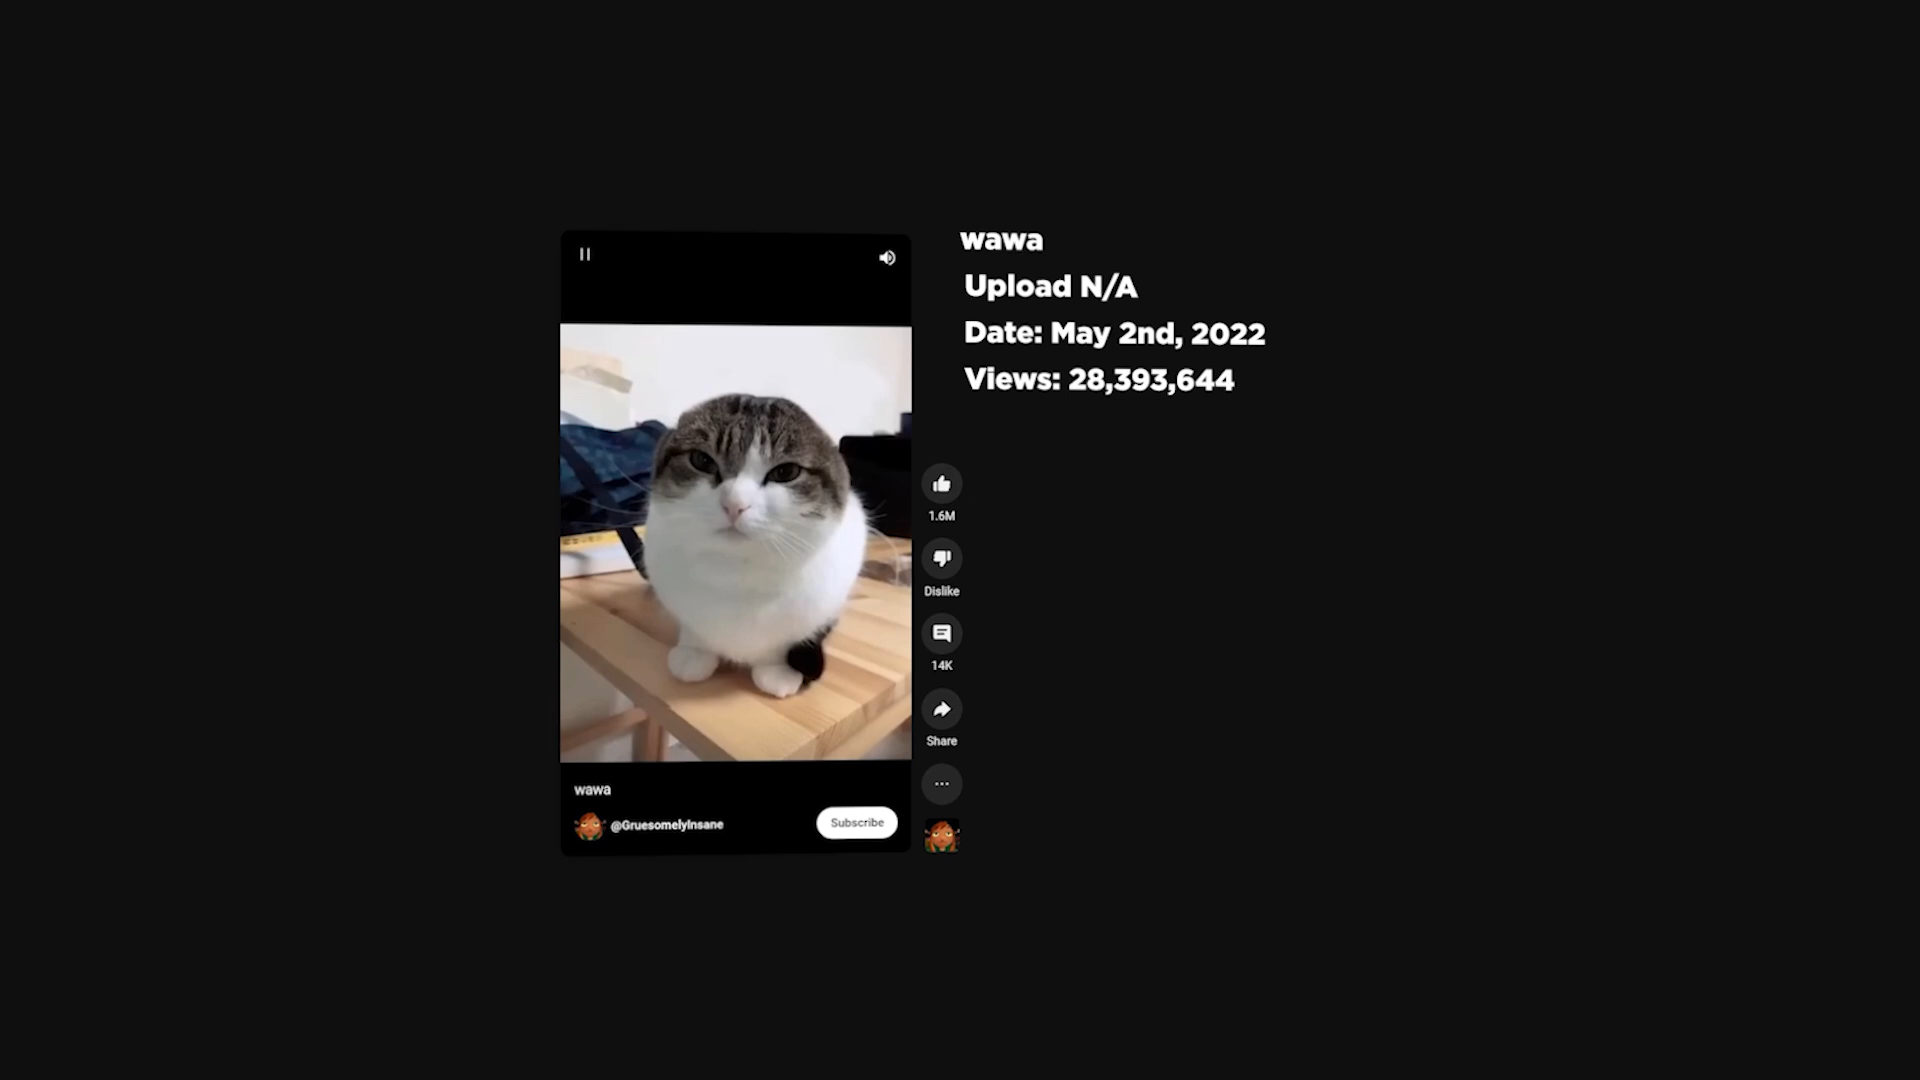 wawa
Upload N/A
Date: May 2nd, 2022
Views: 28,393,644
1.6M
Dislike
14K
Share
wawa
@GruesomelyInsane
Subscribe